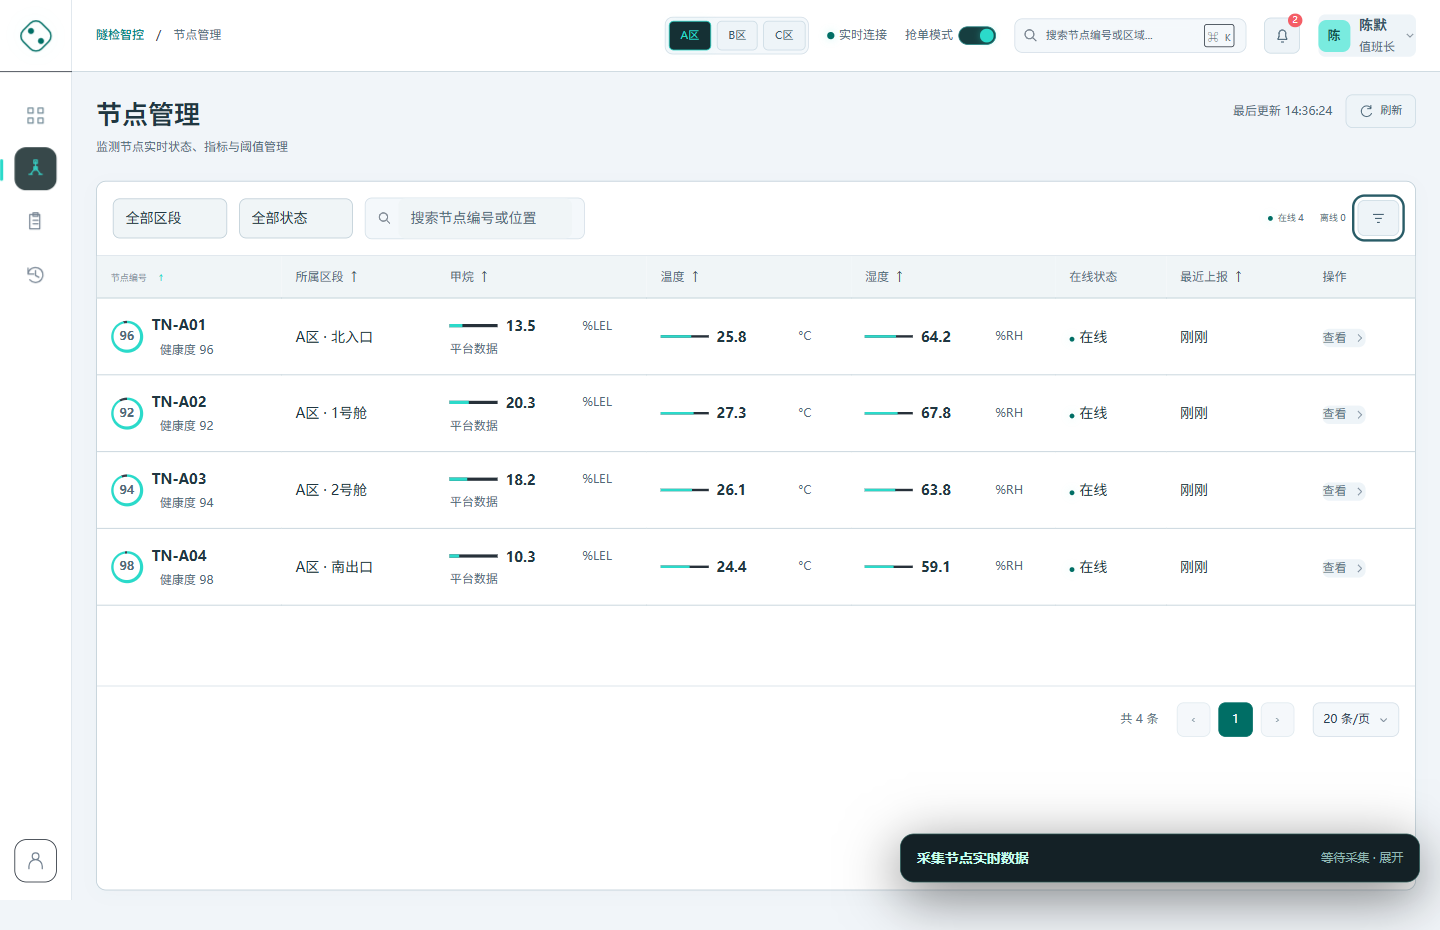 隧检智控 / 节点管理
A区 B区 C区
实时连接
抢单模式
搜索节点编号或区域...
⌘ K
2
陈
陈默
值班长
节点管理
监测节点实时状态、指标与阈值管理
最后更新 14:36:24
刷新
全部区段
全部状态
搜索节点编号或位置
在线 4
离线 0
节点编号 ↑ 所属区段 ↑ 甲烷 ↑ 温度 ↑ 湿度 ↑ 在线状态 最近上报 ↑ 操作
96 TN-A01 健康度 96 A区 · 北入口 13.5 %LEL 平台数据 25.8 °C 64.2 %RH 在线 刚刚 查看
92 TN-A02 健康度 92 A区 · 1号舱 20.3 %LEL 平台数据 27.3 °C 67.8 %RH 在线 刚刚 查看
94 TN-A03 健康度 94 A区 · 2号舱 18.2 %LEL 平台数据 26.1 °C 63.8 %RH 在线 刚刚 查看
98 TN-A04 健康度 98 A区 · 南出口 10.3 %LEL 平台数据 24.4 °C 59.1 %RH 在线 刚刚 查看
共 4 条 ‹ 1 › 20 条/页
采集节点实时数据
等待采集 · 展开